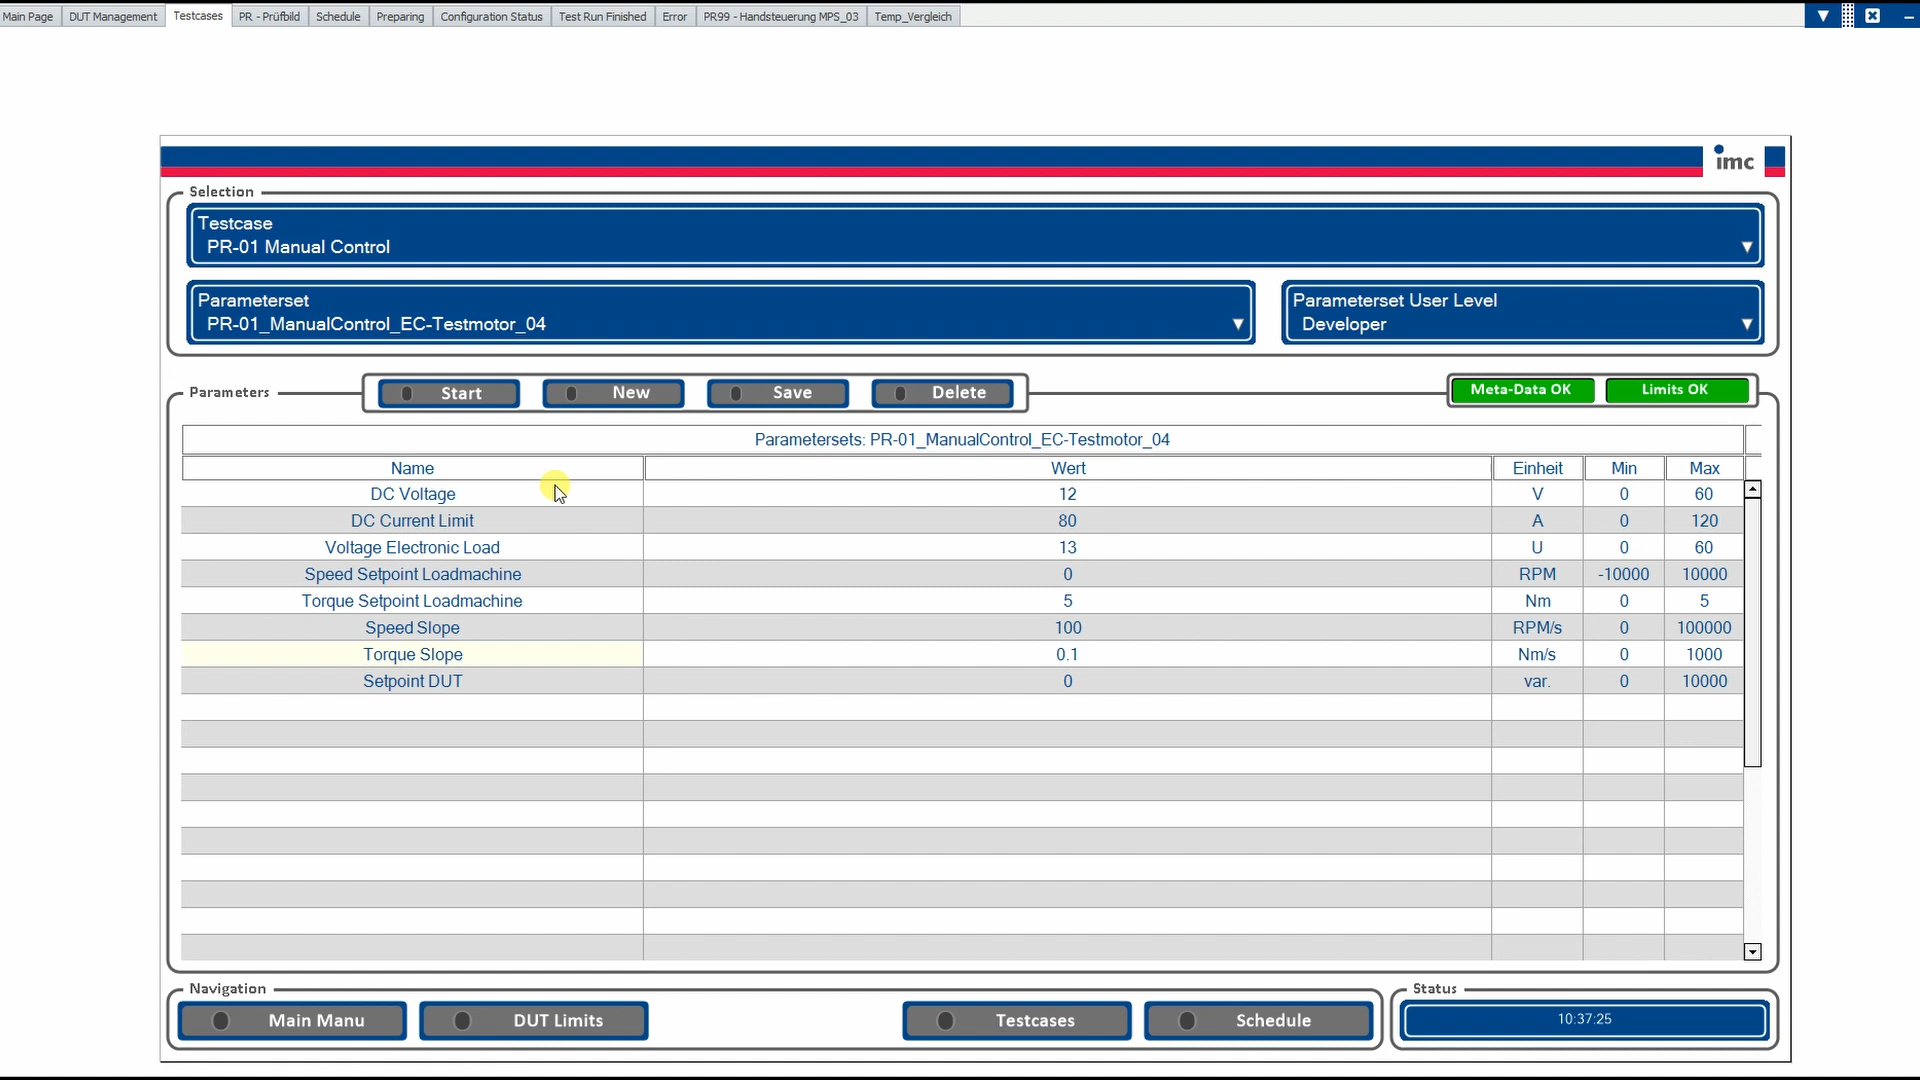 Main Page DUT Management Testcases PR - Prüfbild Schedule Preparing Configuration Status Test Run Finished Error PR99 - Handsteuerung MPS_03 Temp_Vergleich
imc
Selection
Testcase
PR-01 Manual Control
Parameterset
PR-01_ManualControl_EC-Testmotor_04
Parameterset User Level
Developer
Parameters
Start New Save Delete
Meta-Data OK Limits OK
Parametersets: PR-01_ManualControl_EC-Testmotor_04
Name Wert Einheit Min Max
DC Voltage 12 V 0 60
DC Current Limit 80 A 0 120
Voltage Electronic Load 13 U 0 60
Speed Setpoint Loadmachine 0 RPM -10000 10000
Torque Setpoint Loadmachine 5 Nm 0 5
Speed Slope 100 RPM/s 0 100000
Torque Slope 0.1 Nm/s 0 1000
Setpoint DUT 0 var. 0 10000
Navigation
Main Manu DUT Limits Testcases Schedule
Status
10:37:25